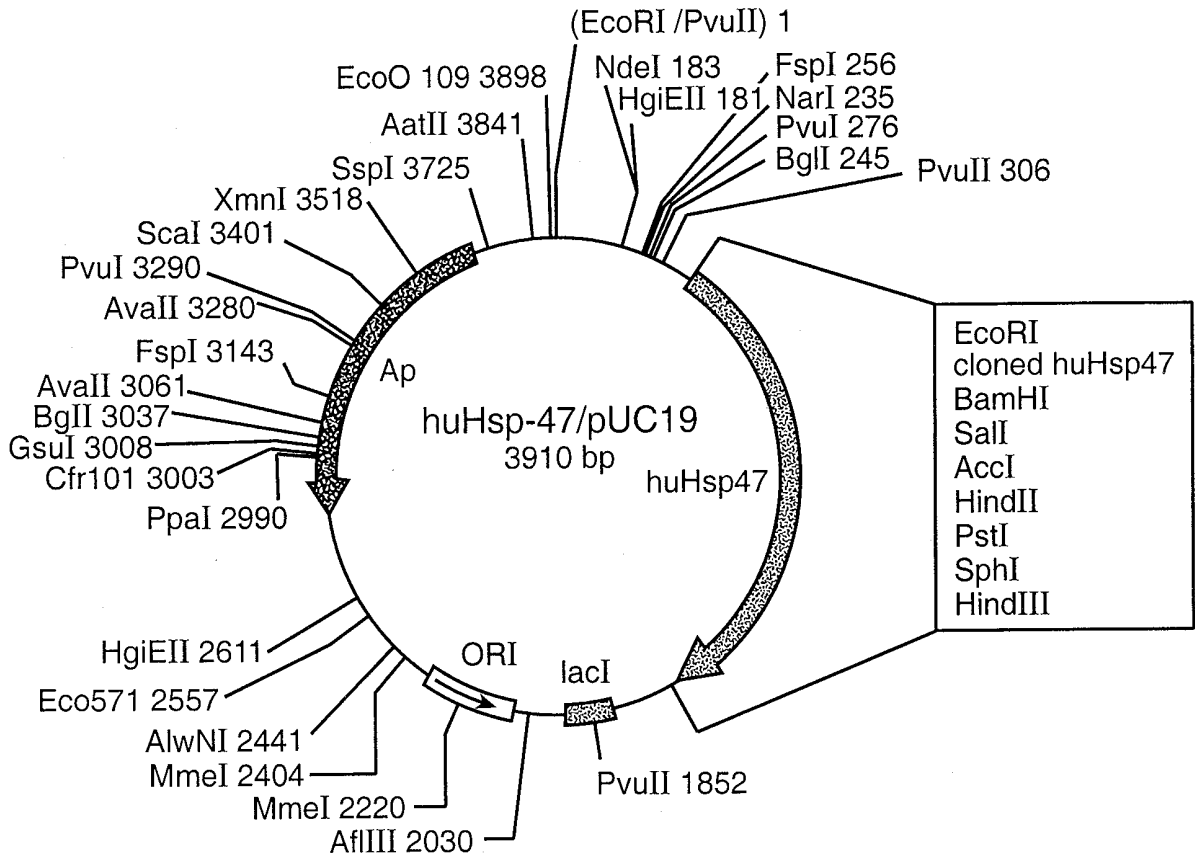 (EcoRI /PvuII) 1
NdeI 183
HgiEII 181
FspI 256
NarI 235
PvuI 276
BglI 245
PvuII 306
EcoO 109 3898
AatII 3841
SspI 3725
XmnI 3518
ScaI 3401
PvuI 3290
AvaII 3280
FspI 3143
AvaII 3061
BglI 3037
GsuI 3008
Cfr101 3003
PpaI 2990
Ap
huHsp-47/pUC19
3910 bp
huHsp47
EcoRI
cloned huHsp47
BamHI
SalI
AccI
HindII
PstI
SphI
HindIII
HgiEII 2611
Eco571 2557
AlwNI 2441
MmeI 2404
MmeI 2220
AflIII 2030
ORI
lacI
PvuII 1852